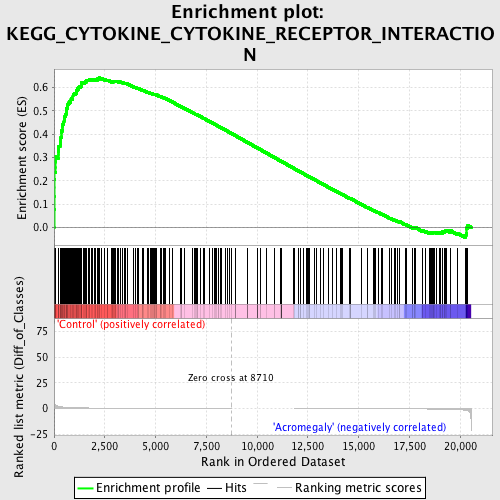 Enrichment plot:
KEGG_CYTOKINE_CYTOKINE_RECEPTOR_INTERACTIO
N
Enrichment score (ES)
0.6
0.5
0.4
0.3
0.2
0.1
0.0
'Control' (positively correlated)
Ranked list metric (Diff_of_Classes)
75
50
25
0
-25
Zero cross at 8710
'Acromegaly' (negatively correlated)
0
2,500
5,000
7,500
10,000
12,500
15,000
17,500
20,000
Rank in Ordered Dataset
Enrichment profile
Hits
Ranking metric scores